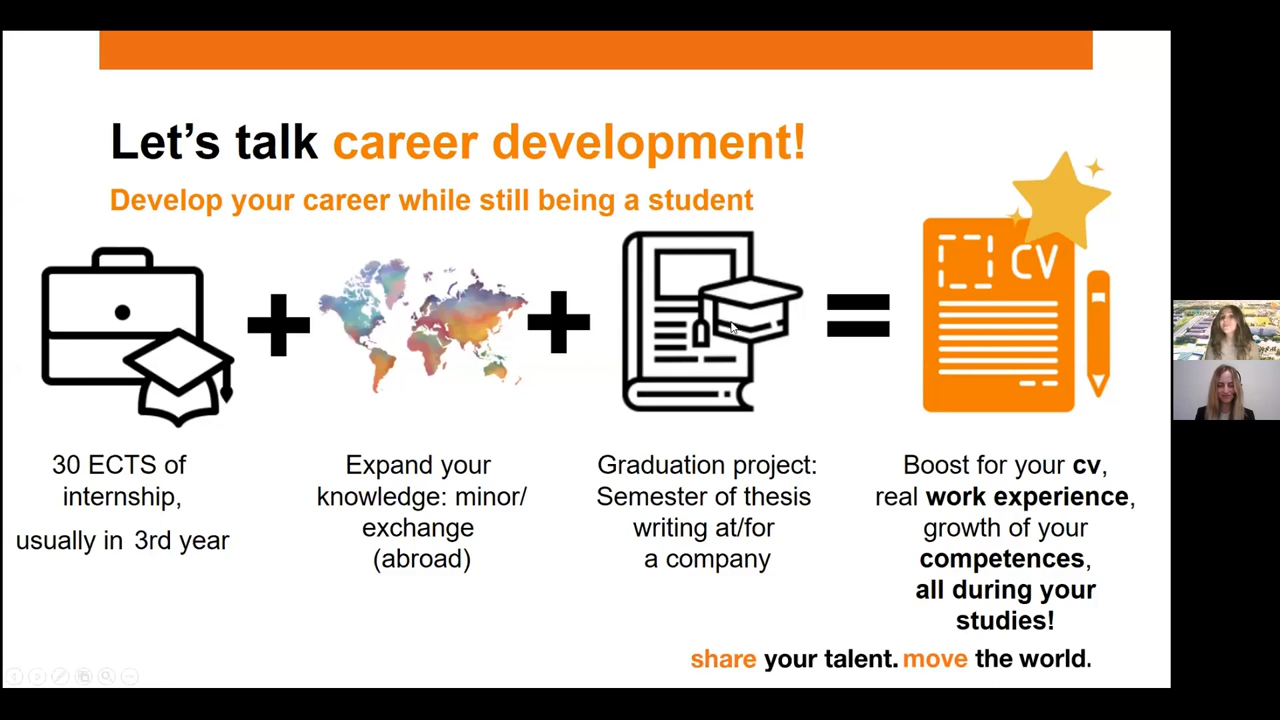 Let's talk career development!
Develop your career while still being a student
CV
30 ECTS of
internship,
usually in 3rd year
Expand your
knowledge: minor/
exchange
(abroad)
Graduation project:
Semester of thesis
writing at/for
a company
Boost for your cv,
real work experience,
growth of your
competences,
all during your
studies!
share your talent. move the world.